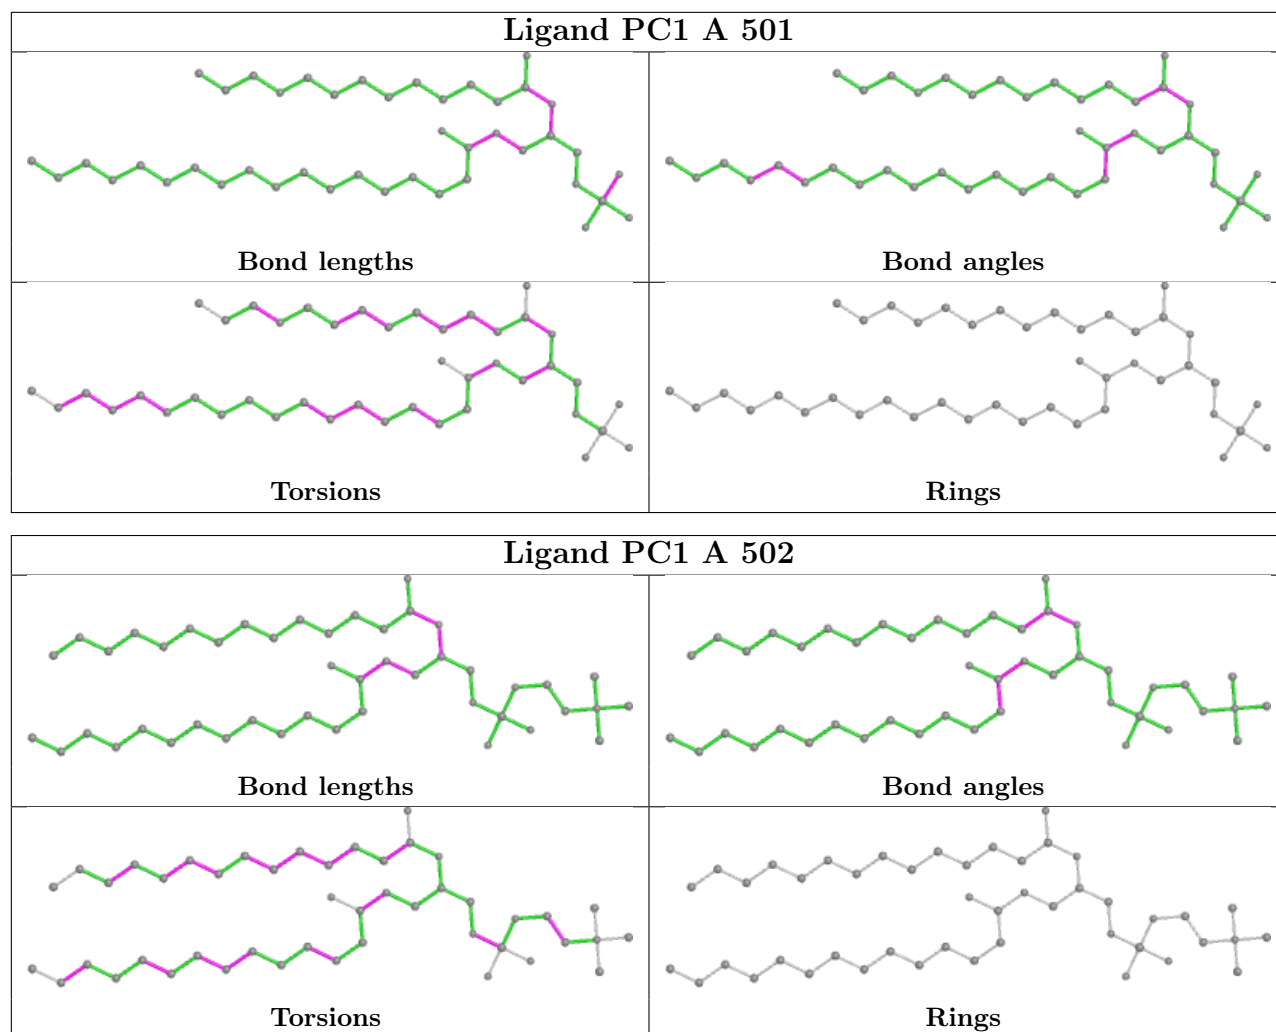 Ligand PC1 A 501
Bond lengths
Bond angles
Torsions
Rings
Ligand PC1 A 502
Bond lengths
Bond angles
Torsions
Rings